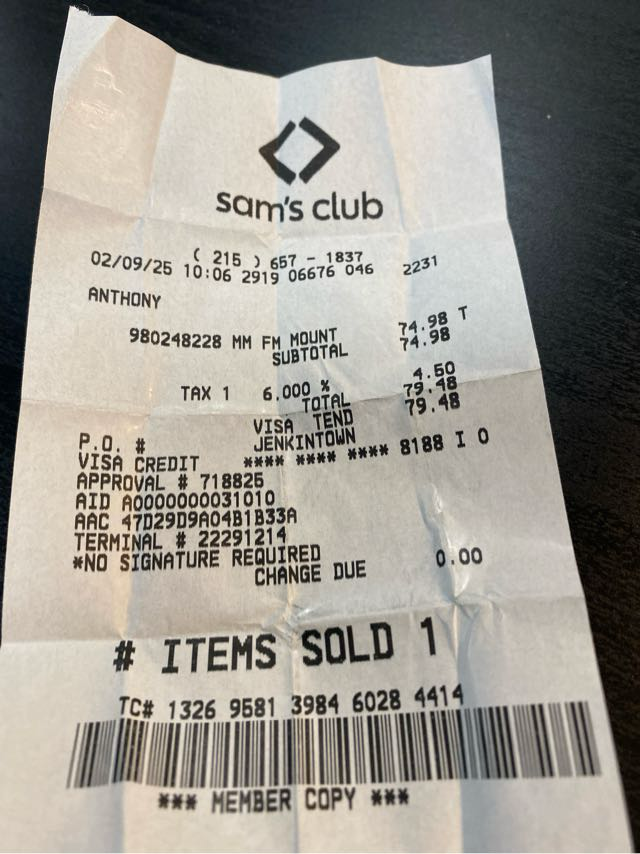 sam's club
( 215 ) 657 - 1837
02/09/25 10:06 2919 06676 046 2231
ANTHONY
980248228 MM FM MOUNT 74.98 T
SUBTOTAL 74.98
TAX 1 6.000 % 4.50
TOTAL 79.48
VISA TEND 79.48
P.O. # JENKINTOWN
VISA CREDIT **** **** **** 8188 I 0
APPROVAL # 718825
AID A0000000031010
AAC 47D29D9A04B1B33A
TERMINAL # 22291214
*NO SIGNATURE REQUIRED
CHANGE DUE 0.00
# ITEMS SOLD 1
TC# 1326 9581 3984 6028 4414
*** MEMBER COPY ***